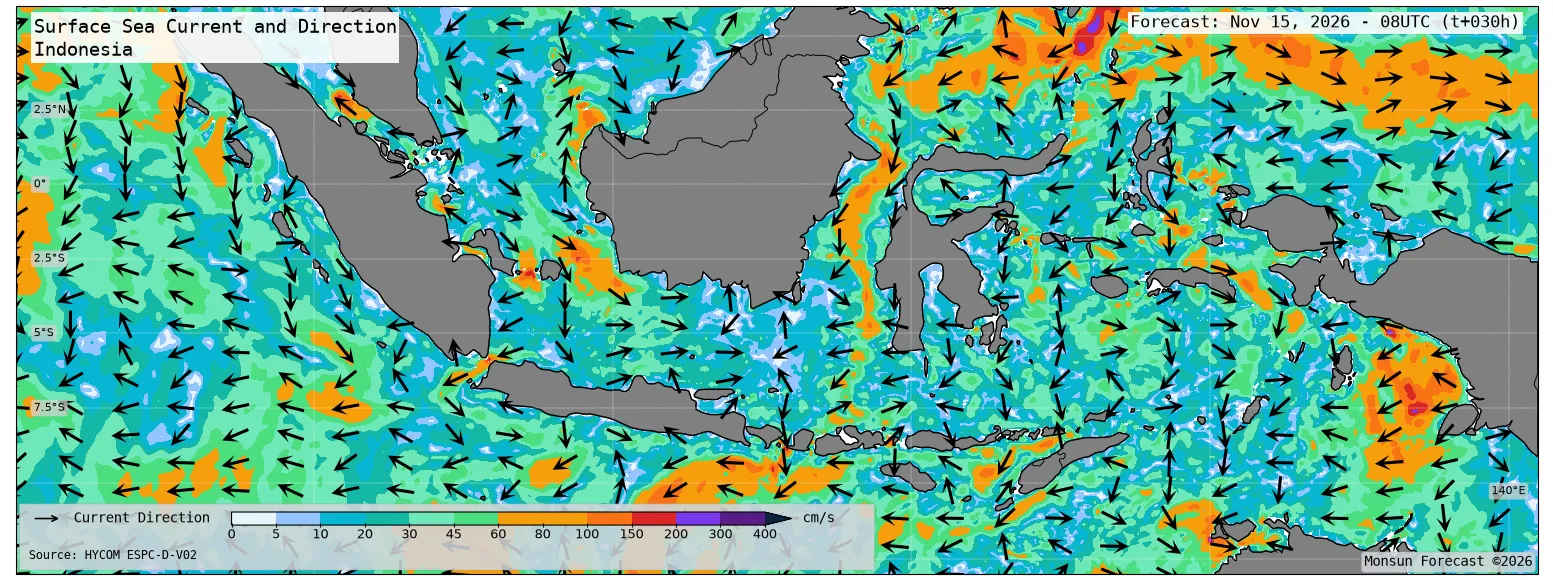 Surface Sea Current and Direction
Indonesia
Forecast: Nov 15, 2026 - 08UTC (t+030h)
2.5°N
0°
2.5°S
5°S
7.5°S
140°E
Current Direction
0 5 10 20 30 45 60 80 100 150 200 300 400 cm/s
Source: HYCOM ESPC-D-V02
Monsun Forecast ©2026